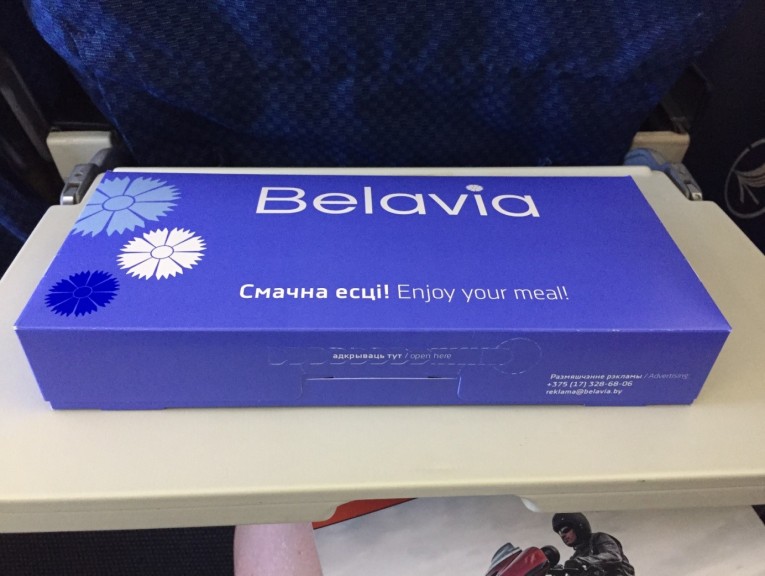 Belavia
Смачна есці! Enjoy your meal!
адкрываць тут / open here
Размяшчэнне рэкламы / Advertising:
+375 (17) 328-68-06
reklama@belavia.by